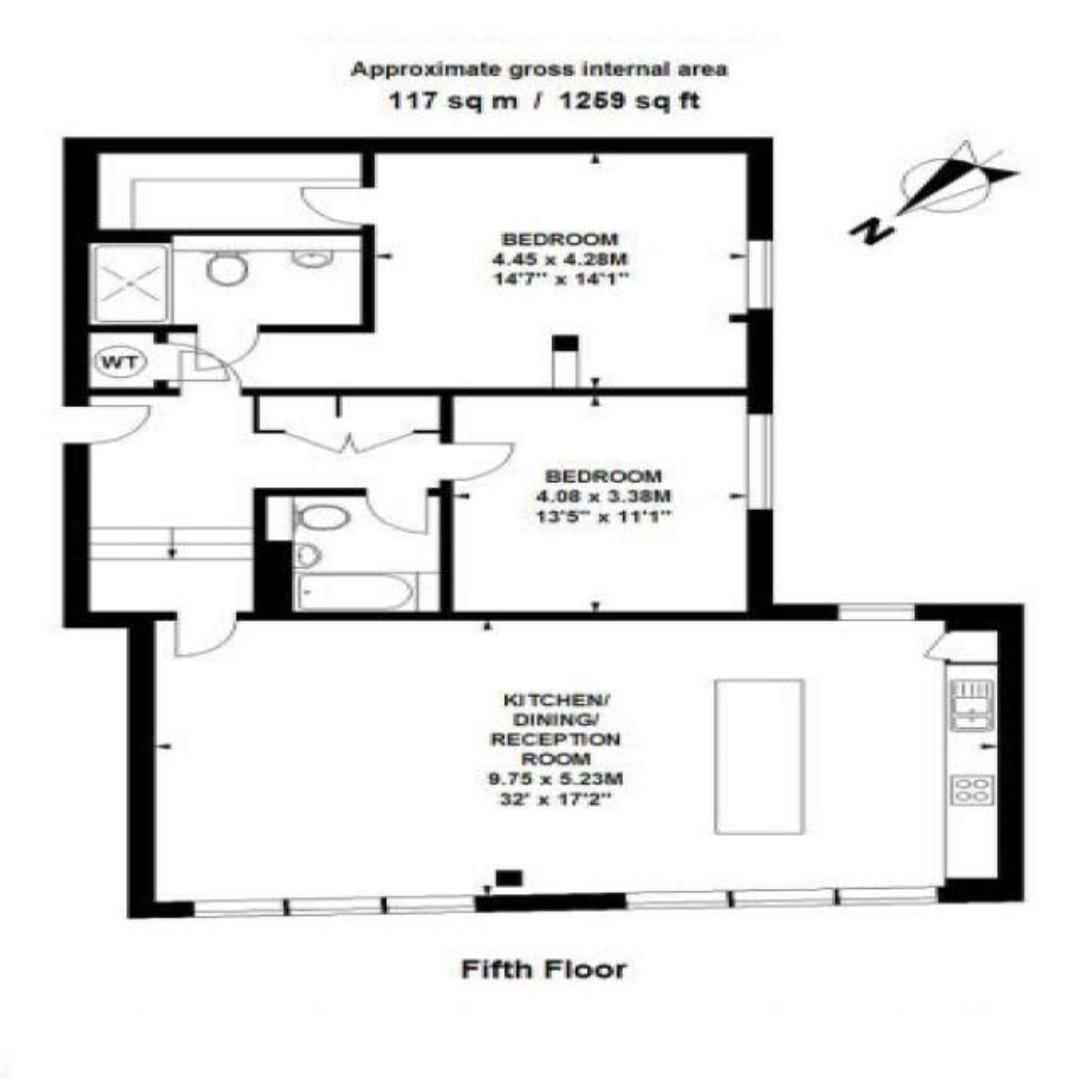 Approximate gross internal area
117 sq m / 1259 sq ft
N
BEDROOM
4.45 x 4.28M
14'7" x 14'1"
WT
BEDROOM
4.08 x 3.38M
13'5" x 11'1"
KITCHEN/
DINING/
RECEPTION
ROOM
9.75 x 5.23M
32' x 17'2"
Fifth Floor